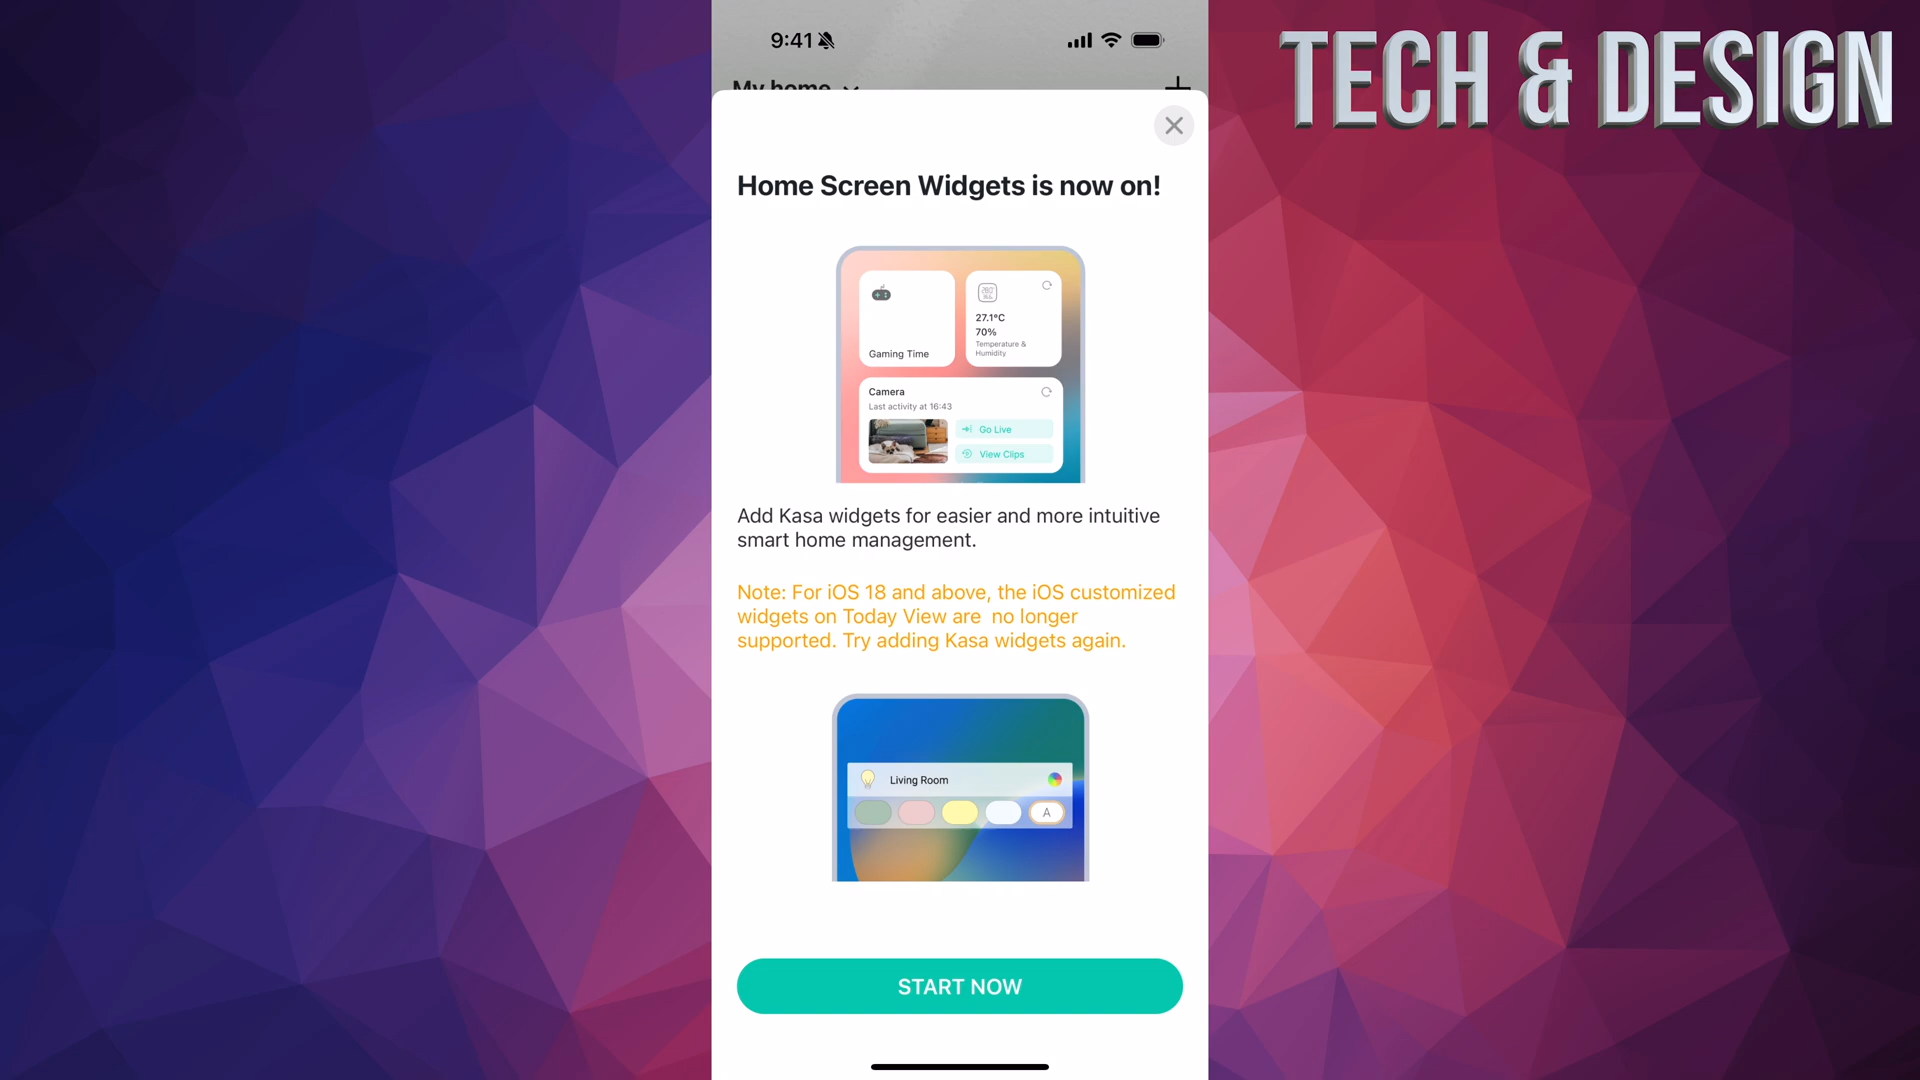 9:41
TECH & DESIGN
My home
Home Screen Widgets is now on!
Gaming Time
27.1°C
70%
Temperature &
Humidity
Camera
Last activity at 16:43
Go Live
View Clips
Add Kasa widgets for easier and more intuitive
smart home management.
Note: For iOS 18 and above, the iOS customized
widgets on Today View are no longer
supported. Try adding Kasa widgets again.
Living Room
A
START NOW